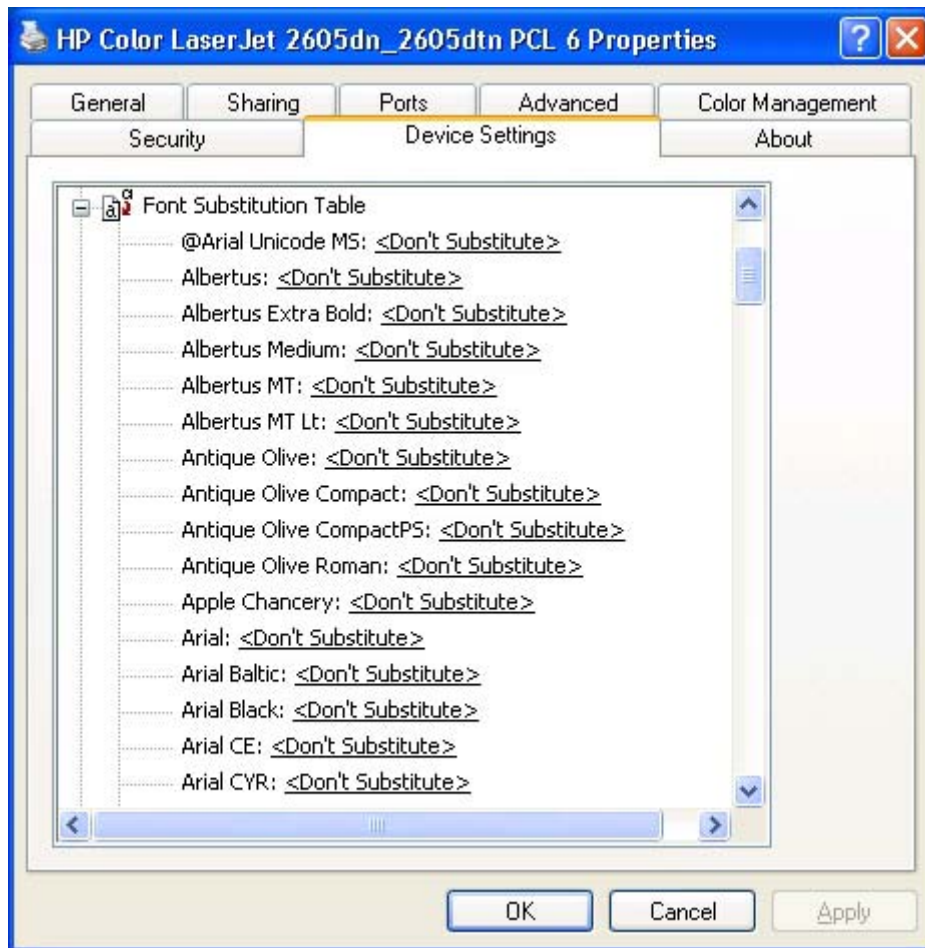 HP Color LaserJet 2605dn_2605dtn PCL 6 Properties
General Sharing Ports Advanced Color Management
Security Device Settings About
Font Substitution Table
@Arial Unicode MS: <Don't Substitute>
Albertus: <Don't Substitute>
Albertus Extra Bold: <Don't Substitute>
Albertus Medium: <Don't Substitute>
Albertus MT: <Don't Substitute>
Albertus MT Lt: <Don't Substitute>
Antique Olive: <Don't Substitute>
Antique Olive Compact: <Don't Substitute>
Antique Olive CompactPS: <Don't Substitute>
Antique Olive Roman: <Don't Substitute>
Apple Chancery: <Don't Substitute>
Arial: <Don't Substitute>
Arial Baltic: <Don't Substitute>
Arial Black: <Don't Substitute>
Arial CE: <Don't Substitute>
Arial CYR: <Don't Substitute>
OK Cancel Apply